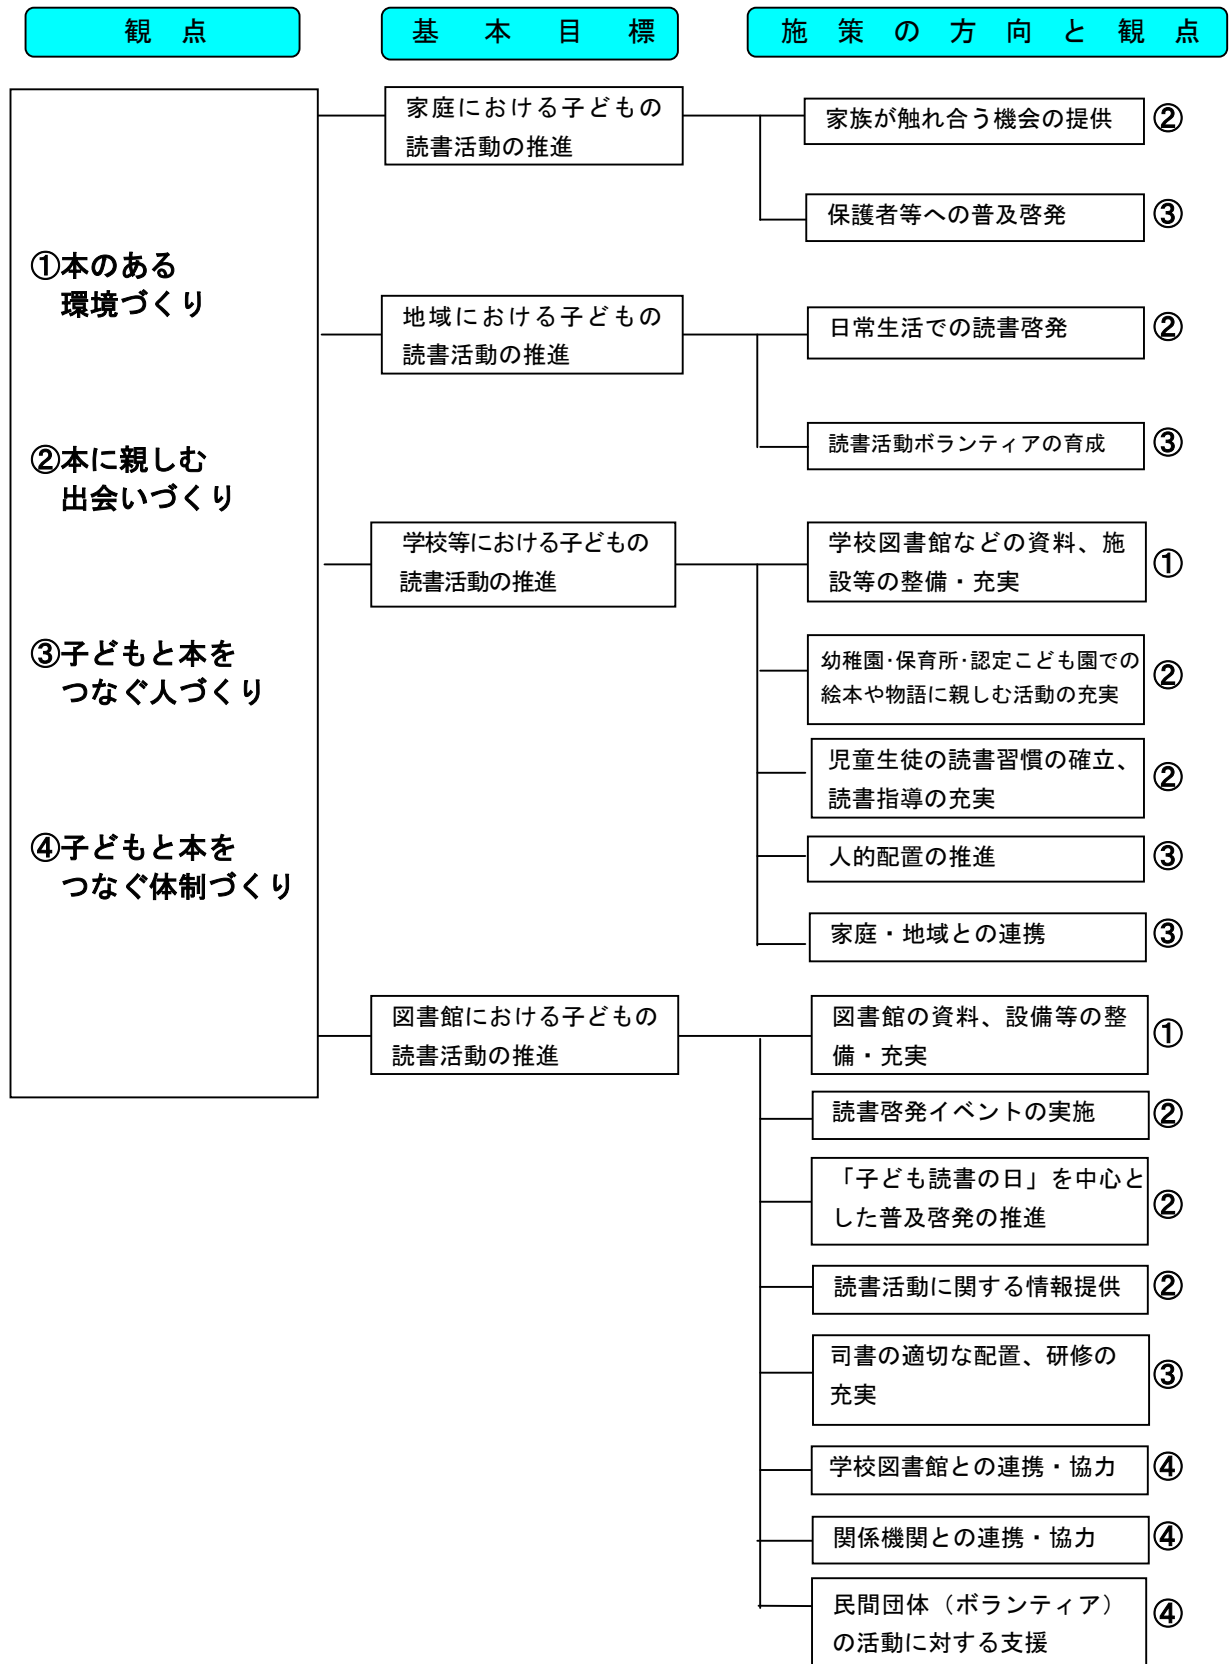 観点
基本目標
施策の方向と観点
①本のある
環境づくり
②本に親しむ
出会いづくり
③子どもと本を
つなぐ人づくり
④子どもと本を
つなぐ体制づくり
家庭における子どもの
読書活動の推進
家族が触れ合う機会の提供 ②
保護者等への普及啓発 ③
地域における子どもの
読書活動の推進
日常生活での読書啓発 ②
読書活動ボランティアの育成 ③
学校等における子どもの
読書活動の推進
学校図書館などの資料、施
設等の整備・充実 ①
幼稚園・保育所・認定こども園での
絵本や物語に親しむ活動の充実 ②
児童生徒の読書習慣の確立、
読書指導の充実 ②
人的配置の推進 ③
家庭・地域との連携 ③
図書館における子どもの
読書活動の推進
図書館の資料、設備等の整
備・充実 ①
読書啓発イベントの実施 ②
「子ども読書の日」を中心と
した普及啓発の推進 ②
読書活動に関する情報提供 ②
司書の適切な配置、研修の
充実 ③
学校図書館との連携・協力 ④
関係機関との連携・協力 ④
民間団体（ボランティア）
の活動に対する支援 ④